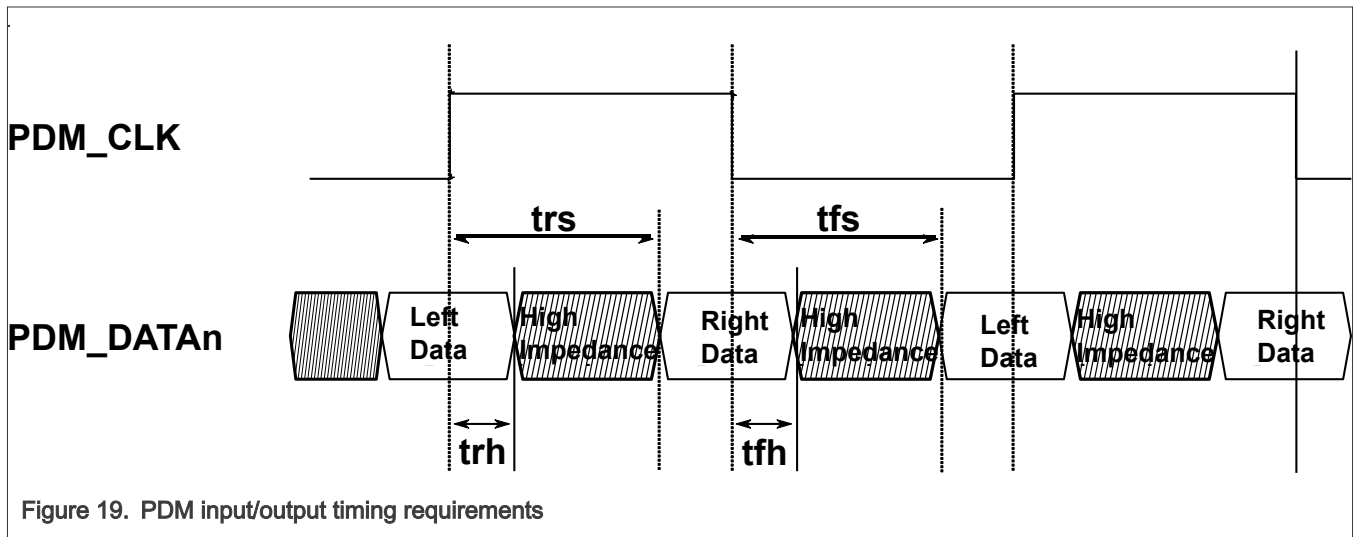 PDM_CLK
trs
tfs
PDM_DATAn
Left
Data
High
Impedance
Right
Data
High
Impedance
Left
Data
High
Impedance
Right
Data
trh
tfh
Figure 19. PDM input/output timing requirements